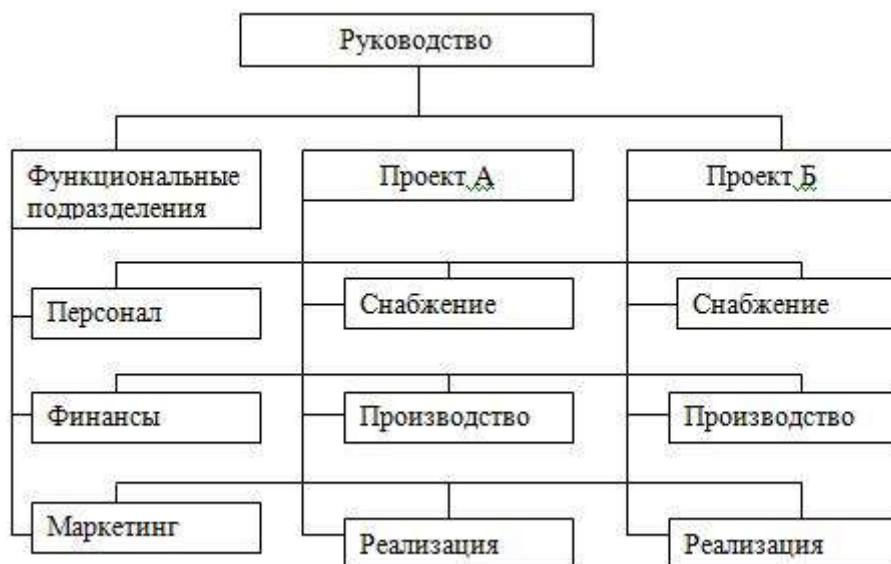 Руководство
Функциональные
подразделения
Проект А
Проект Б
Персонал
Снабжение
Снабжение
Финансы
Производство
Производство
Маркетинг
Реализация
Реализация